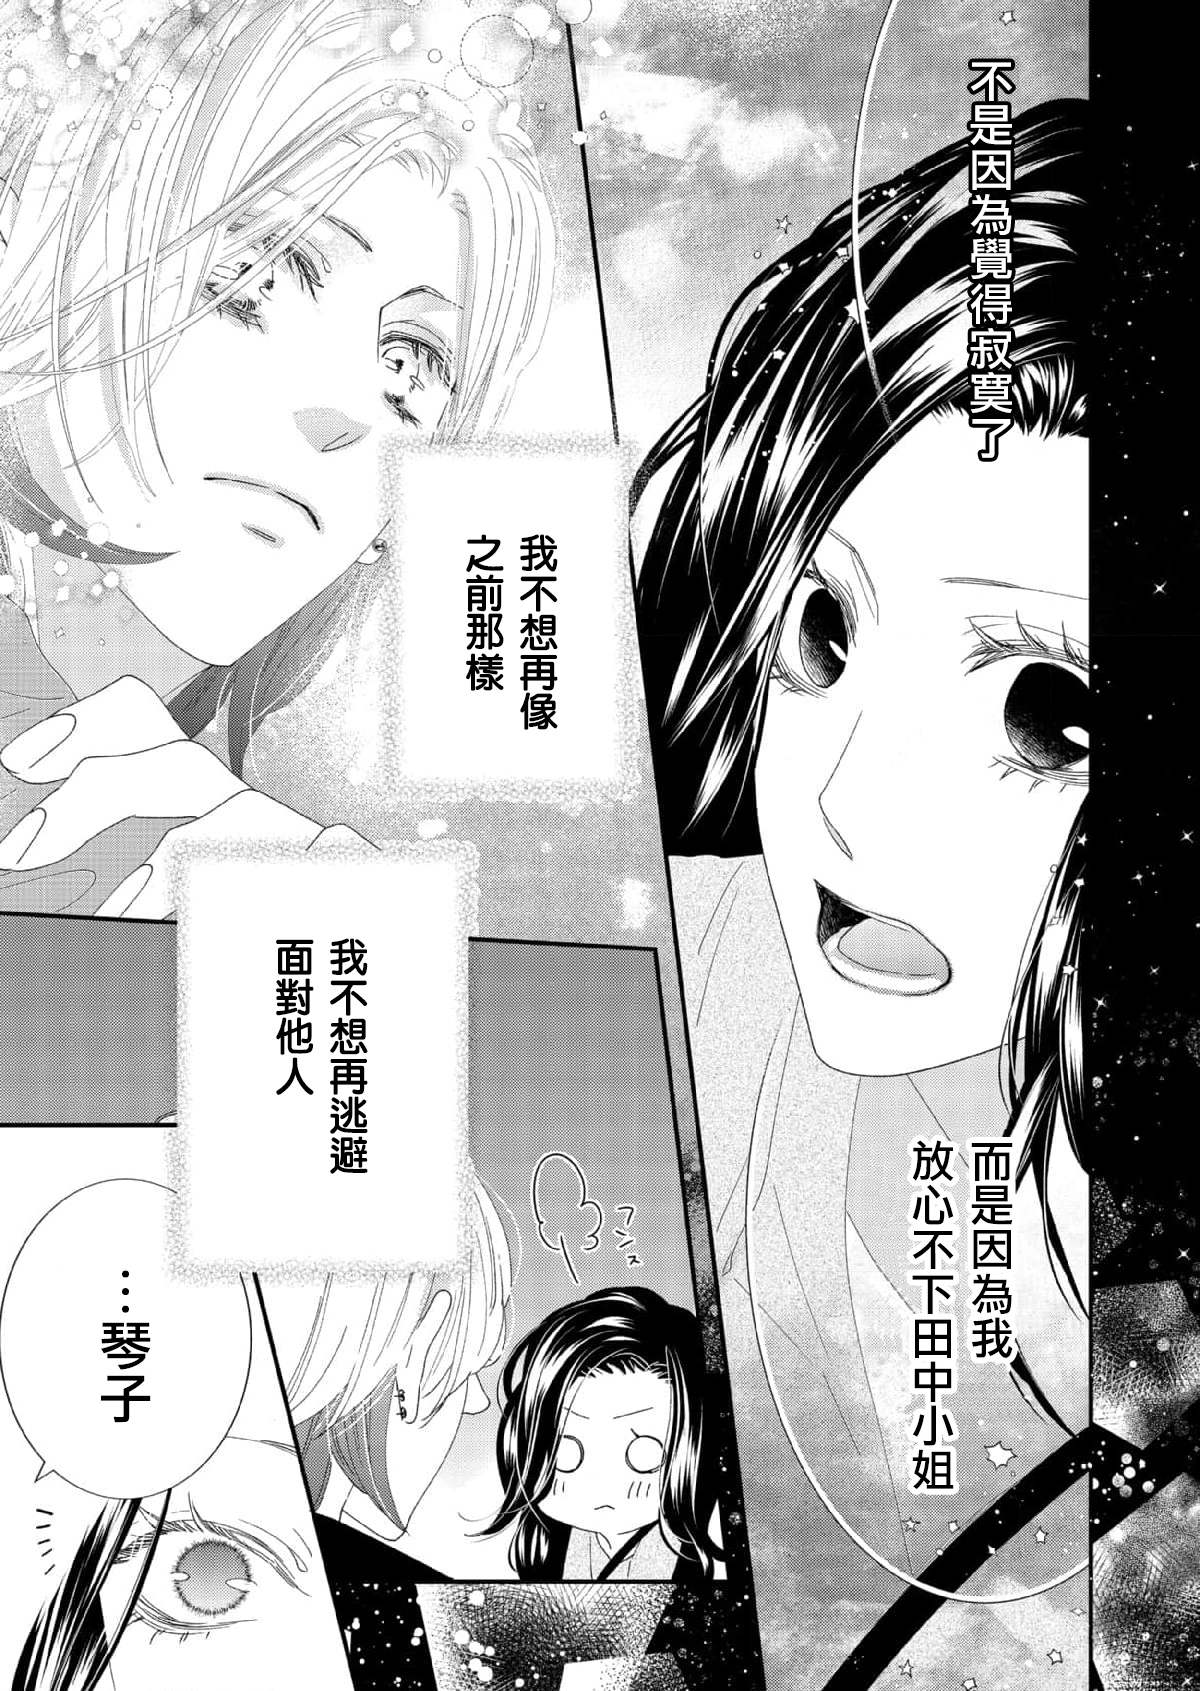 不是因為覺得寂寞了
而是因為我
放心不下田中小姐
我不想再像
之前那樣
我不想再逃避
面對他人
フンス
…琴子